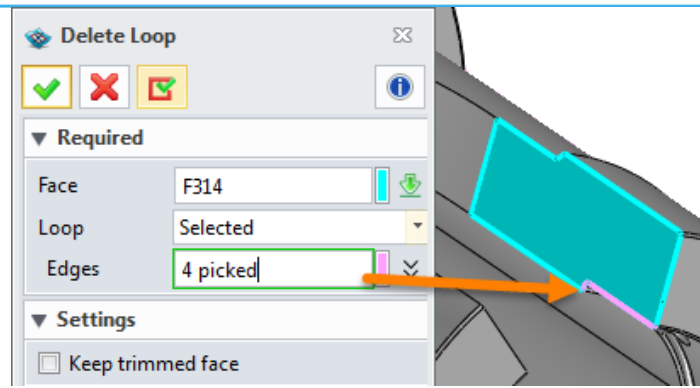 Delete Loop
Required
Face F314
Loop Selected
Edges 4 picked
Settings
Keep trimmed face